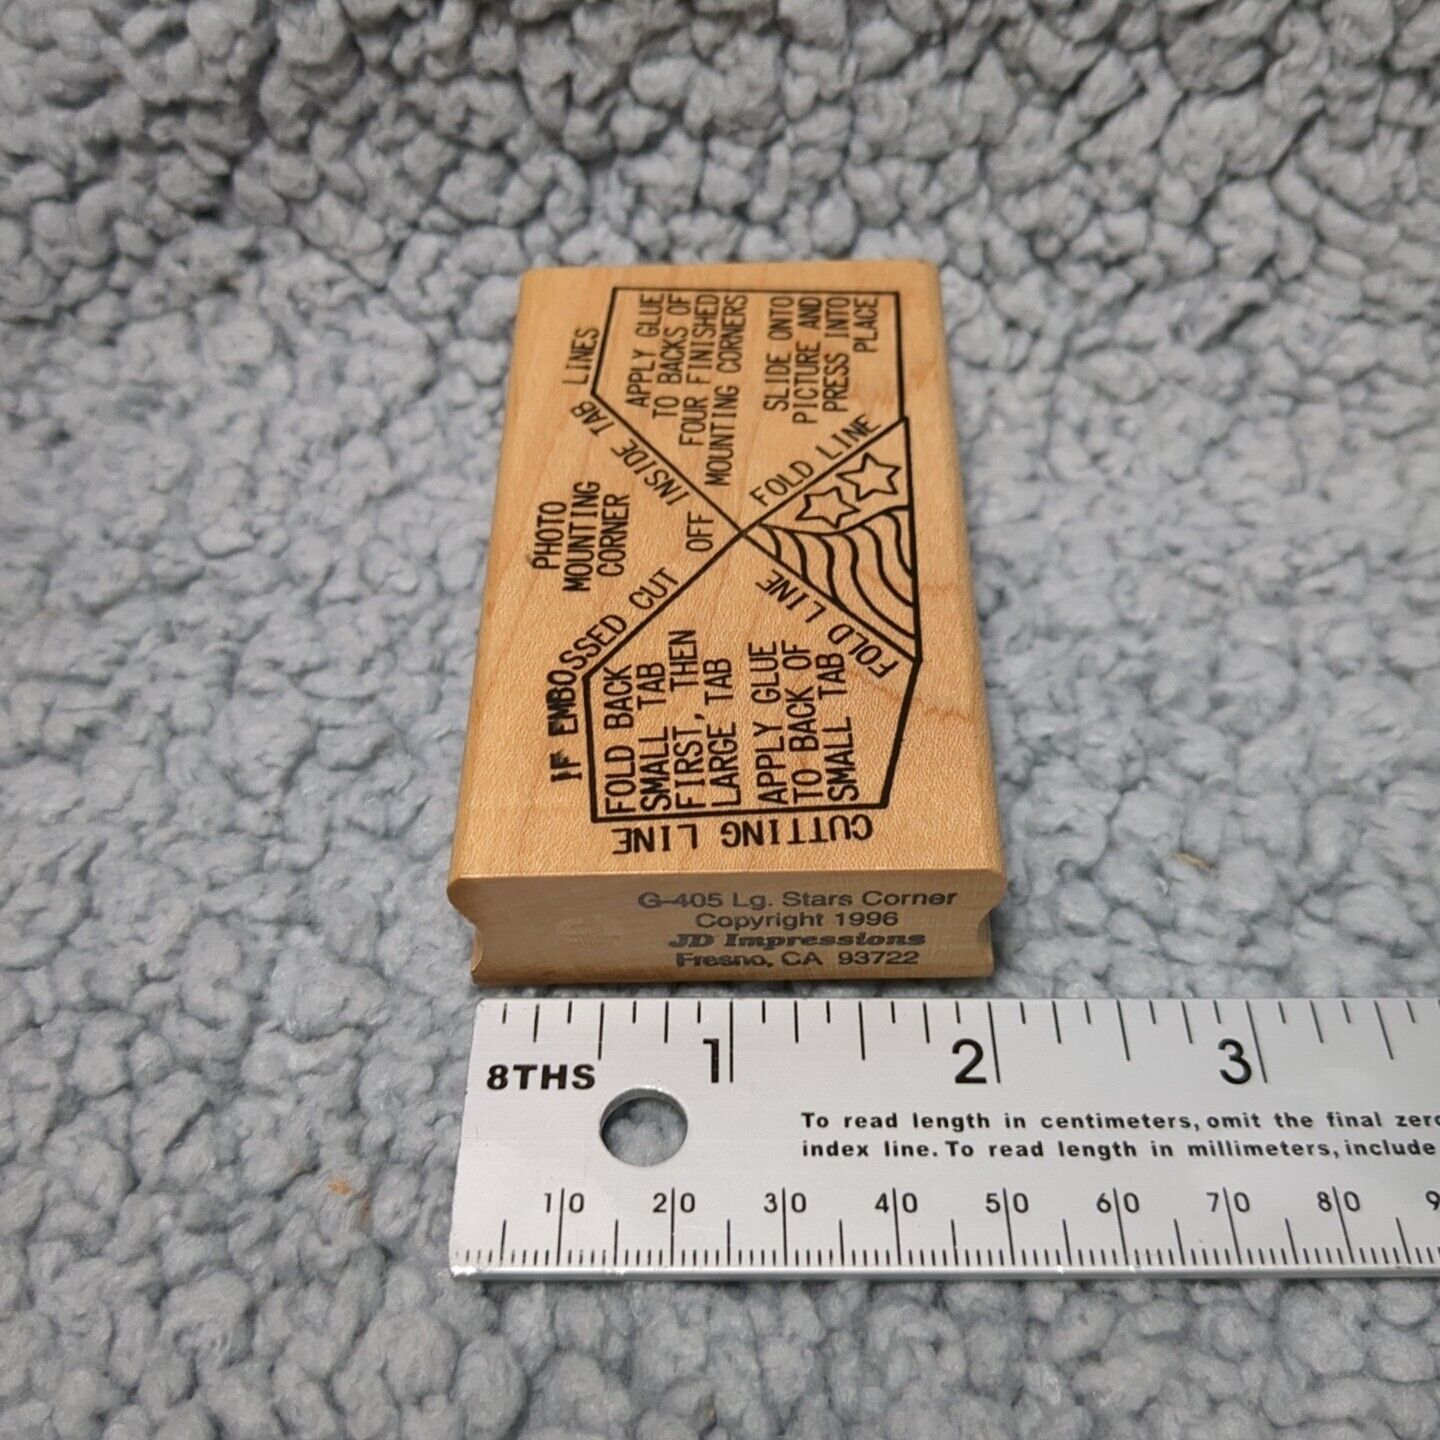 PHOTO
MOUNTING
CORNER
IF EMBOSSED CUT OFF INSIDE TAB LINES
APPLY GLUE
TO BACKS OF
FOUR FINISHED
MOUNTING CORNERS
SLIDE ONTO
PICTURE AND
PRESS INTO
PLACE
FOLD LINE
FOLD LINE
FOLD BACK
SMALL TAB
FIRST, THEN
LARGE TAB
APPLY GLUE
TO BACK OF
SMALL TAB
CUTTING LINE
G-405 Lg. Stars Corner
Copyright 1996
JD Impressions
Fresno, CA 93722
1 2 3
8THS
To read length in centimeters, omit the final zero
index line. To read length in millimeters, include
10 20 30 40 50 60 70 80 9